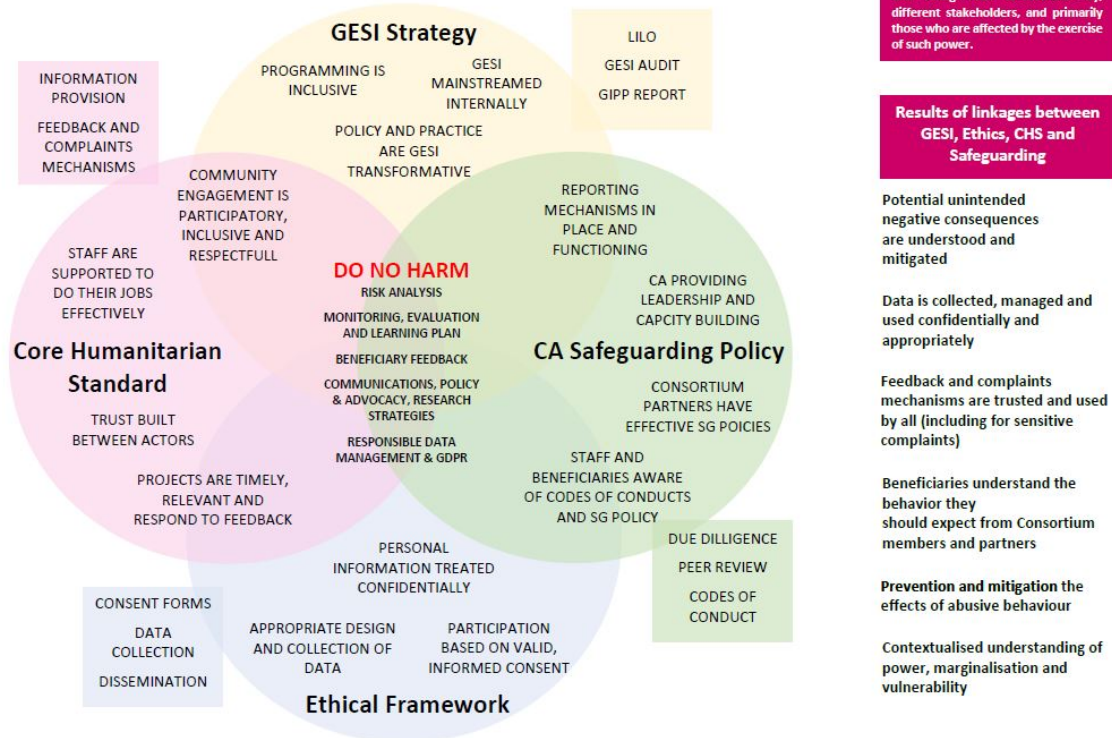 GESI Strategy
PROGRAMMING IS
INCLUSIVE
GESI
MAINSTREAMED
INTERNALLY
POLICY AND PRACTICE
ARE GESI
TRANSFORMATIVE
LILO
GESI AUDIT
GIPP REPORT
INFORMATION
PROVISION
FEEDBACK AND
COMPLAINTS
MECHANISMS
COMMUNITY
ENGAGEMENT IS
PARTICIPATORY,
INCLUSIVE AND
RESPECTFULL
REPORTING
MECHANISMS IN
PLACE AND
FUNCTIONING
STAFF ARE
SUPPORTED TO
DO THEIR JOBS
EFFECTIVELY
Core Humanitarian
Standard
TRUST BUILT
BETWEEN ACTORS
PROJECTS ARE TIMELY,
RELEVANT AND
RESPOND TO FEEDBACK
DO NO HARM
RISK ANALYSIS
MONITORING, EVALUATION
AND LEARNING PLAN
BENEFICIARY FEEDBACK
COMMUNICATIONS, POLICY
& ADVOCACY, RESEARCH
STRATEGIES
RESPONSIBLE DATA
MANAGEMENT & GDPR
CA PROVIDING
LEADERSHIP AND
CAPCITY BUILDING
CA Safeguarding Policy
CONSORTIUM
PARTNERS HAVE
EFFECTIVE SG POICIES
STAFF AND
BENEFICIARIES AWARE
OF CODES OF CONDUCTS
AND SG POLICY
DUE DILLIGENCE
PEER REVIEW
CODES OF
CONDUCT
PERSONAL
INFORMATION TREATED
CONFIDENTIALLY
APPROPRIATE DESIGN
AND COLLECTION OF
DATA
PARTICIPATION
BASED ON VALID,
INFORMED CONSENT
Ethical Framework
CONSENT FORMS
DATA
COLLECTION
DISSEMINATION
different stakeholders, and primarily
those who are affected by the exercise
of such power.
Results of linkages between
GESI, Ethics, CHS and
Safeguarding
Potential unintended
negative consequences
are understood and
mitigated
Data is collected, managed and
used confidentially and
appropriately
Feedback and complaints
mechanisms are trusted and used
by all (including for sensitive
complaints)
Beneficiaries understand the
behavior they
should expect from Consortium
members and partners
Prevention and mitigation the
effects of abusive behaviour
Contextualised understanding of
power, marginalisation and
vulnerability